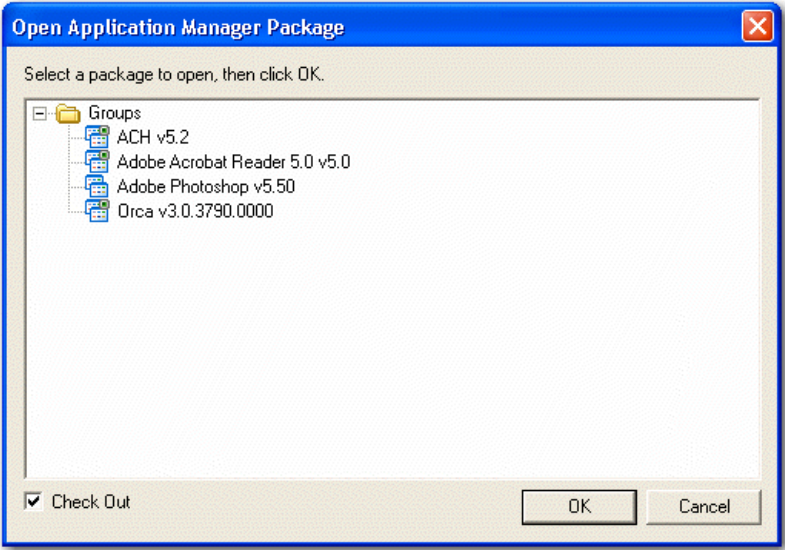 Open Application Manager Package
Select a package to open, then click OK.
Groups
ACH v5.2
Adobe Acrobat Reader 5.0 v5.0
Adobe Photoshop v5.50
Orca v3.0.3790.0000
Check Out
OK
Cancel